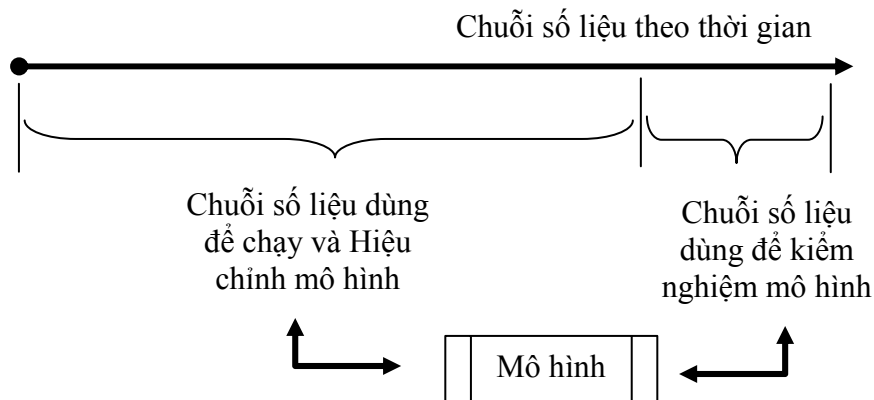 Chuỗi số liệu theo thời gian
Chuỗi số liệu dùng
để chạy và Hiệu
chỉnh mô hình
Chuỗi số liệu
dùng để kiểm
nghiệm mô hình
Mô hình